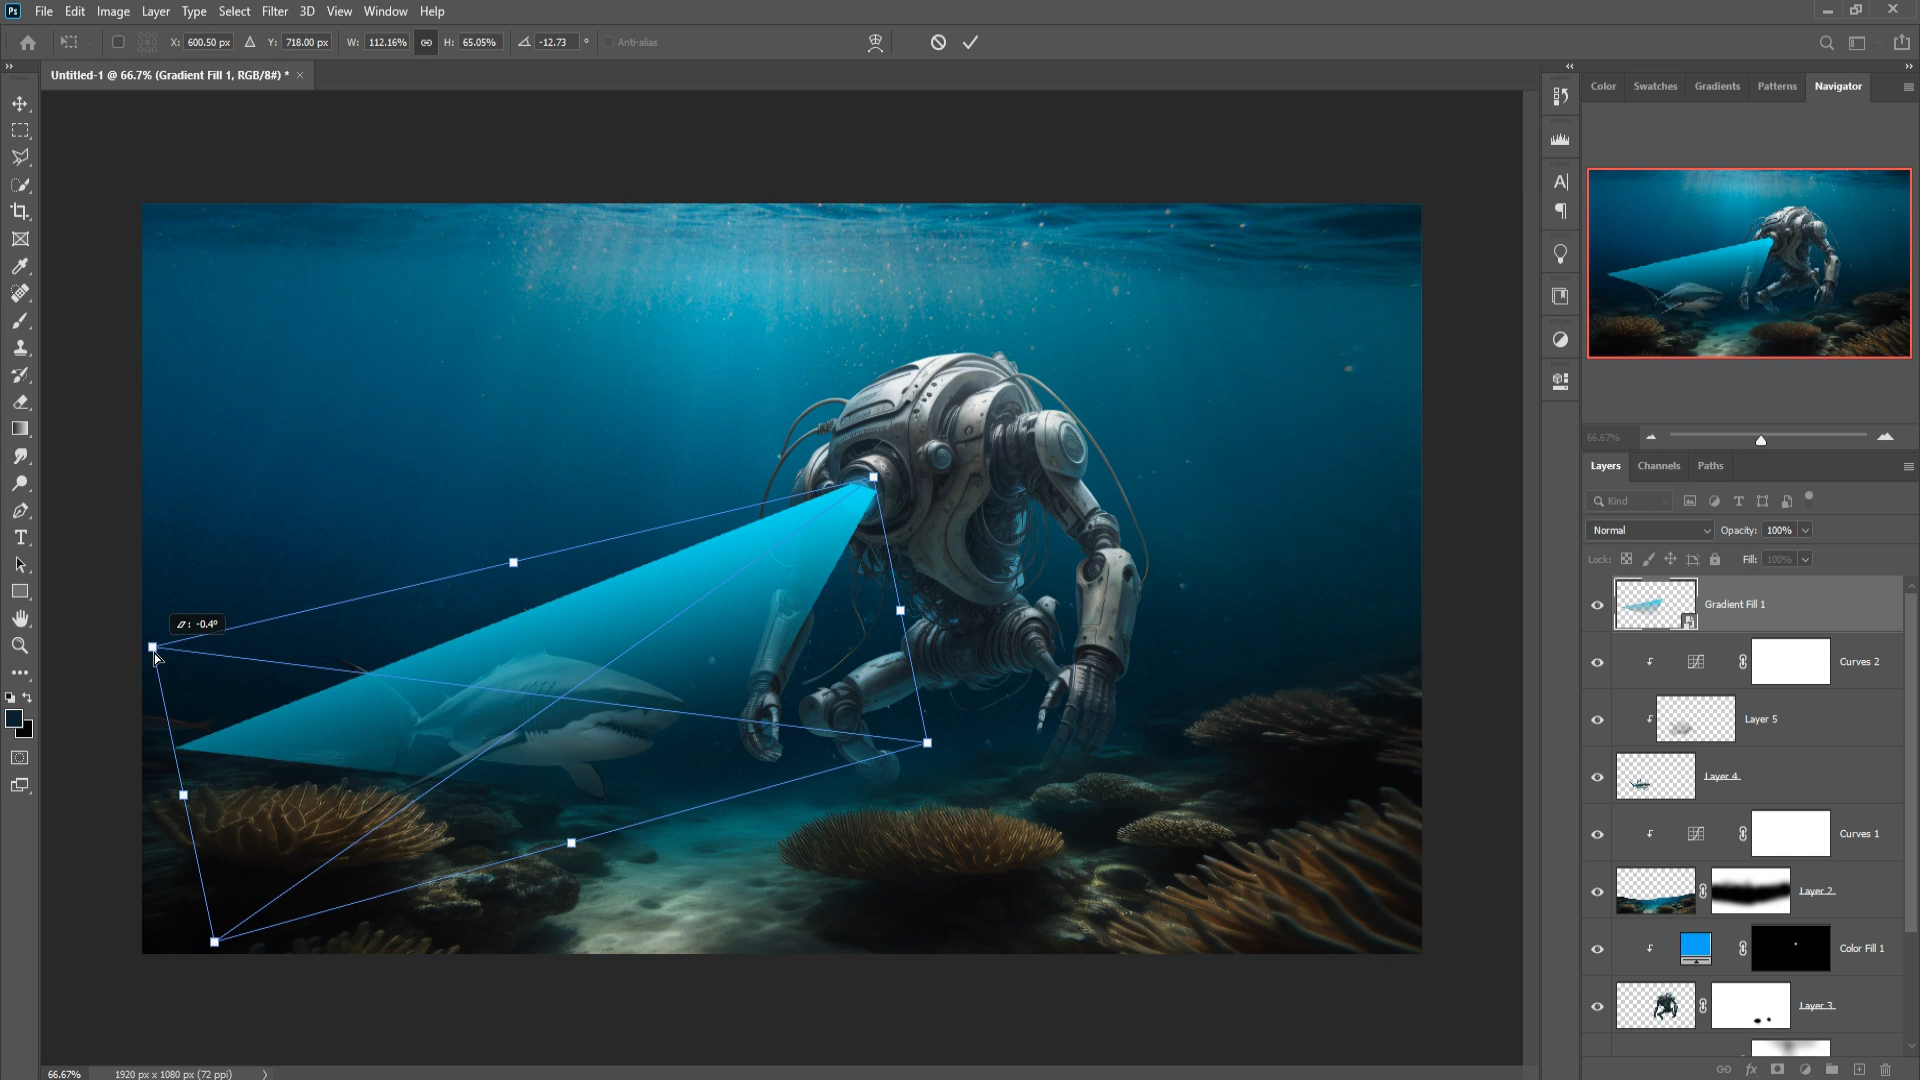 Ps File Edit Image Layer Type Select Filter 3D View Window Help
X: 600.50 px Y: 718.00 px W: 112.16% H: 65.05% -12.73 ° Anti-alias
Untitled-1 @ 66.7% (Gradient Fill 1, RGB/8#) * ×
Color Swatches Gradients Patterns Navigator
66.67%
Layers Channels Paths
Kind
Normal Opacity: 100%
Lock: Fill: 100%
Gradient Fill 1
: -0.4°
Curves 2
Layer 5
Layer 4
Curves 1
Layer 2
Color Fill 1
Layer 3
fx
66.67% 1920 px x 1080 px (72 ppi)